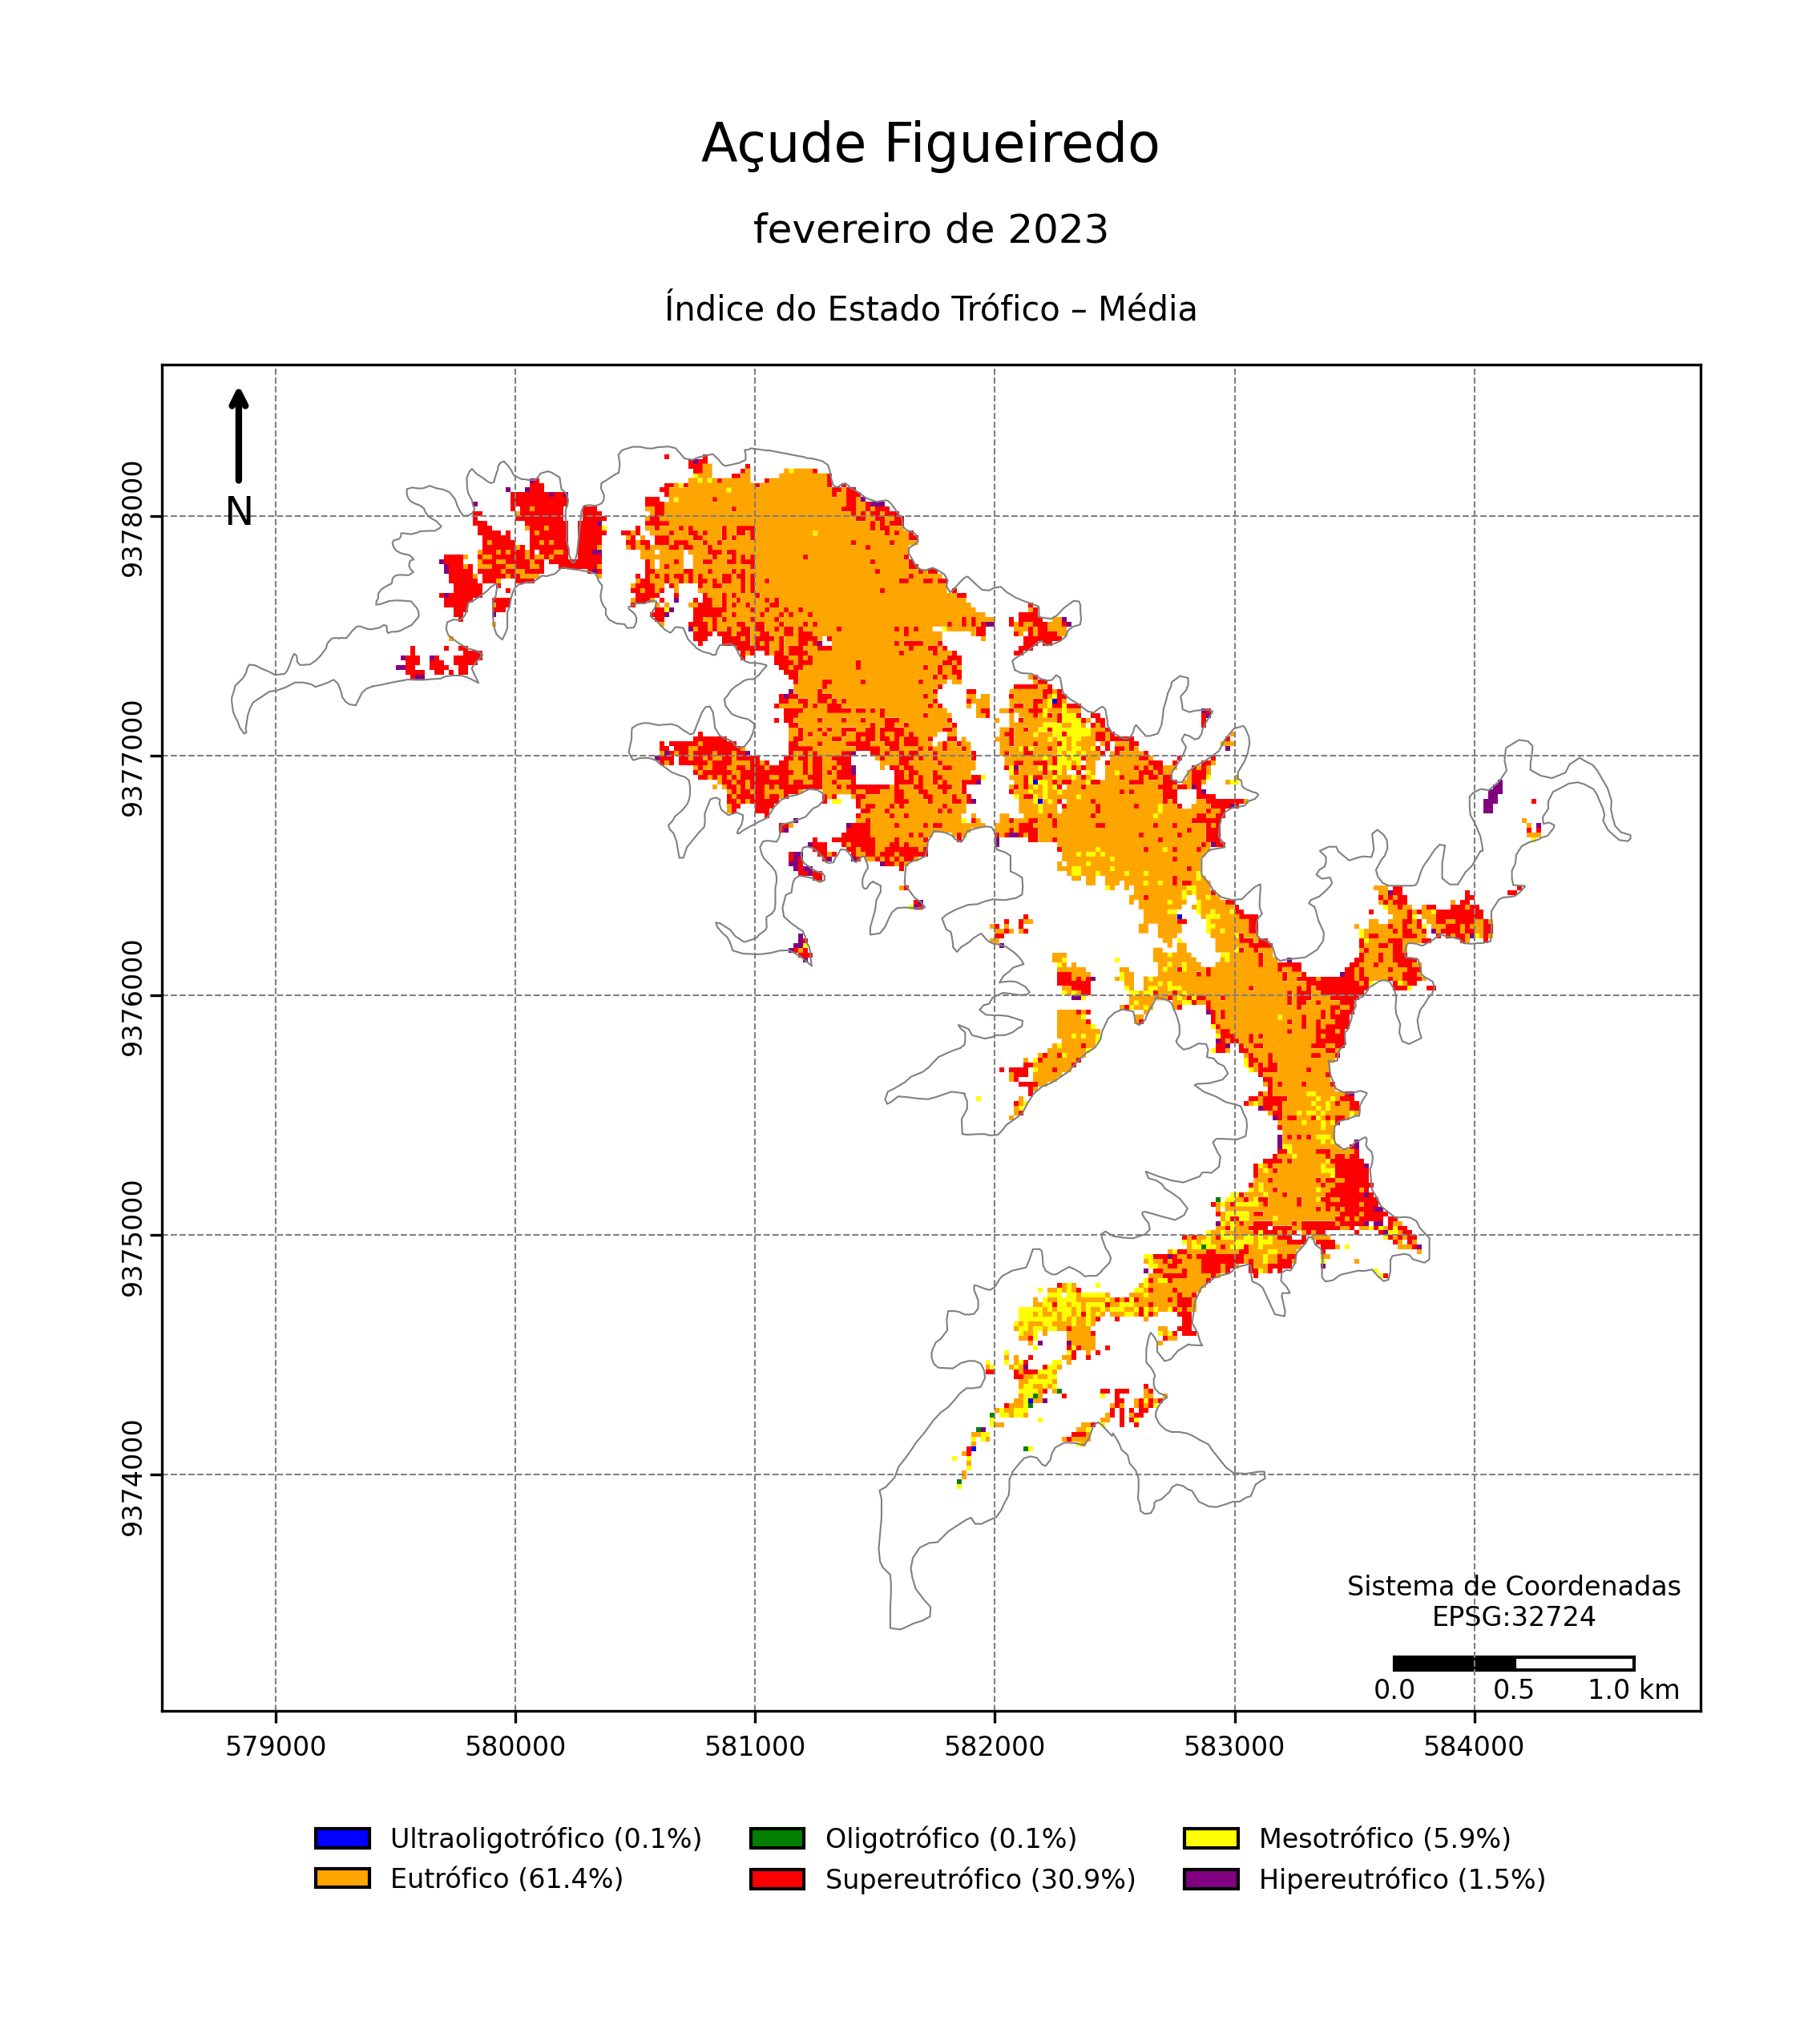 Açude Figueiredo
fevereiro de 2023
Índice do Estado Trófico – Média
N
9378000
9377000
9376000
9375000
9374000
Sistema de Coordenadas
EPSG:32724
0.0 0.5 1.0 km
579000 580000 581000 582000 583000 584000
Ultraoligotrófico (0.1%) Oligotrófico (0.1%) Mesotrófico (5.9%)
Eutrófico (61.4%) Supereutrófico (30.9%) Hipereutrófico (1.5%)